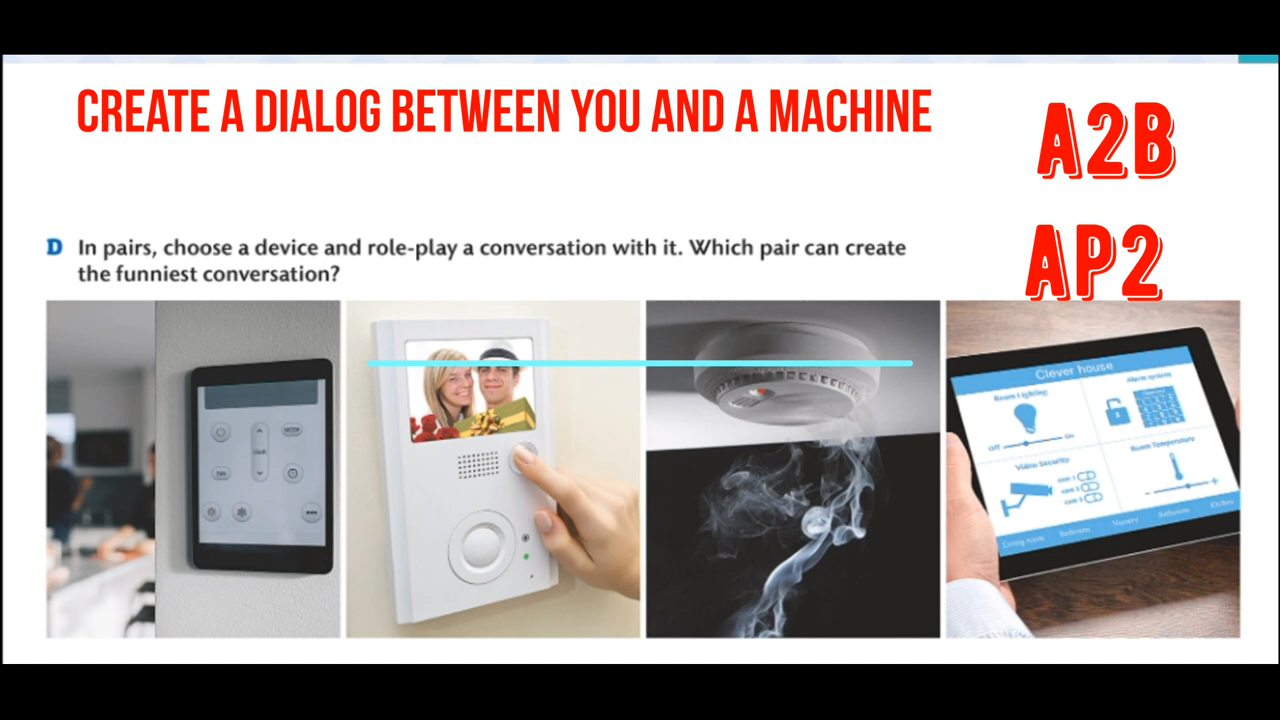 CREATE A DIALOG BETWEEN YOU AND A MACHINE
A2B
AP2
D In pairs, choose a device and role-play a conversation with it. Which pair can create
the funniest conversation?
Clever house
Room Lighting
Off
On
Alarm system
Video Security
cam 1
cam 2
cam 3
Room Temperature
Living room
Bedroom
Nursery
Bathroom
Kitchen
MODE